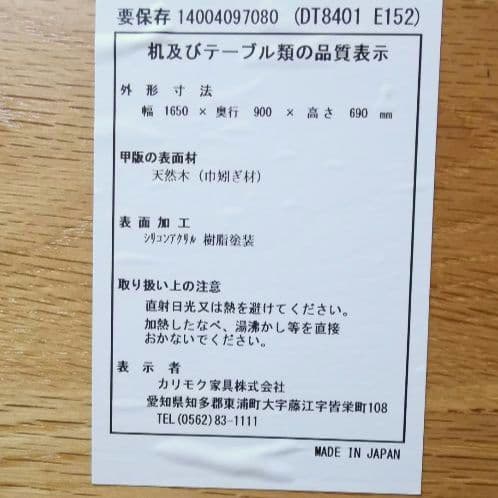 要保存 14004097080 (DT8401 E152)
机及びテーブル類の品質表示
外形寸法
幅 1650 × 奥行 900 × 高さ 690 mm
甲版の表面材
天然木（巾矧ぎ材）
表面加工
ｼﾘｺﾝｱｸﾘﾙ 樹脂塗装
取り扱い上の注意
直射日光又は熱を避けてください。
加熱したなべ、湯沸かし等を直接
おかないでください。
表示者
カリモク家具株式会社
愛知県知多郡東浦町大字藤江字皆栄町108
TEL(0562)83-1111
MADE IN JAPAN